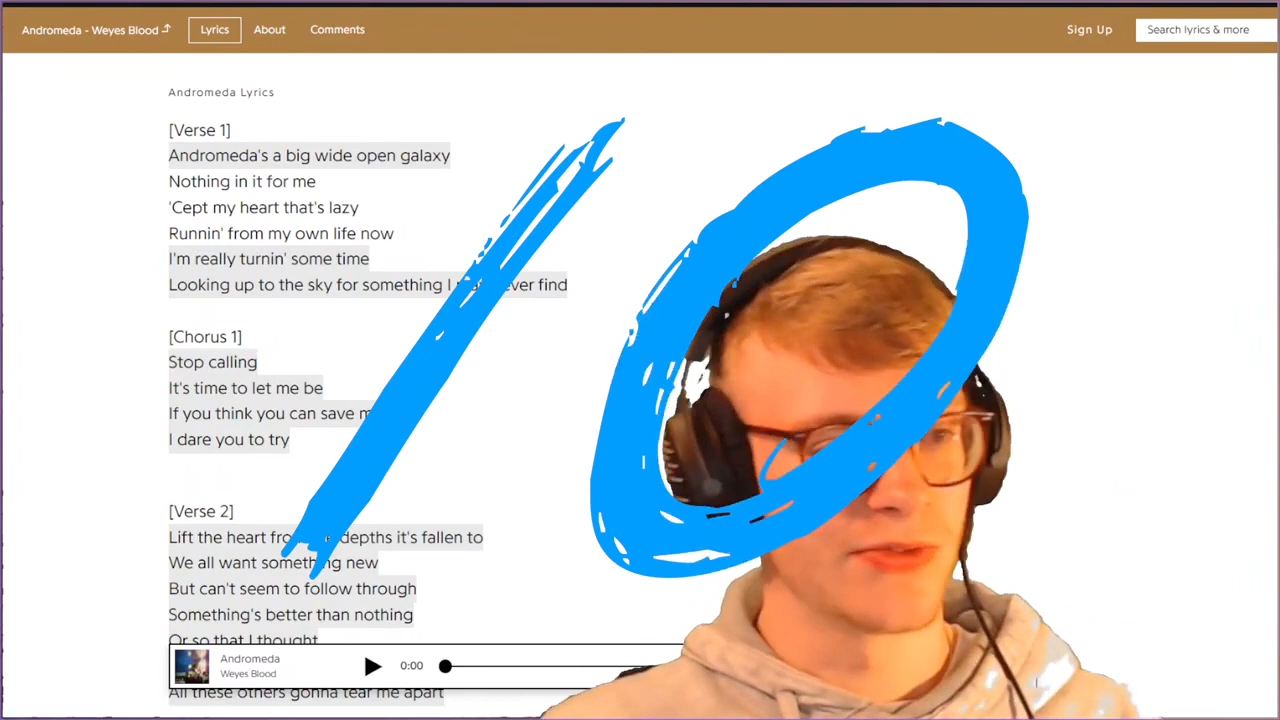 Andromeda - Weyes Blood Lyrics About Comments Sign Up Search lyrics & more
Andromeda Lyrics
[Verse 1]
Andromeda's a big wide open galaxy
Nothing in it for me
'Cept my heart that's lazy
Runnin' from my own life now
I'm really turnin' some time
Looking up to the sky for something I ever find
[Chorus 1]
Stop calling
It's time to let me be
If you think you can save
I dare you to try
[Verse 2]
Lift the heart depths it's fallen to
We all want something new
But can't seem to follow through
Something's better than nothing
Or so that I thought
Andromeda
Weyes Blood
0:00
All these others gonna tear me apart
10